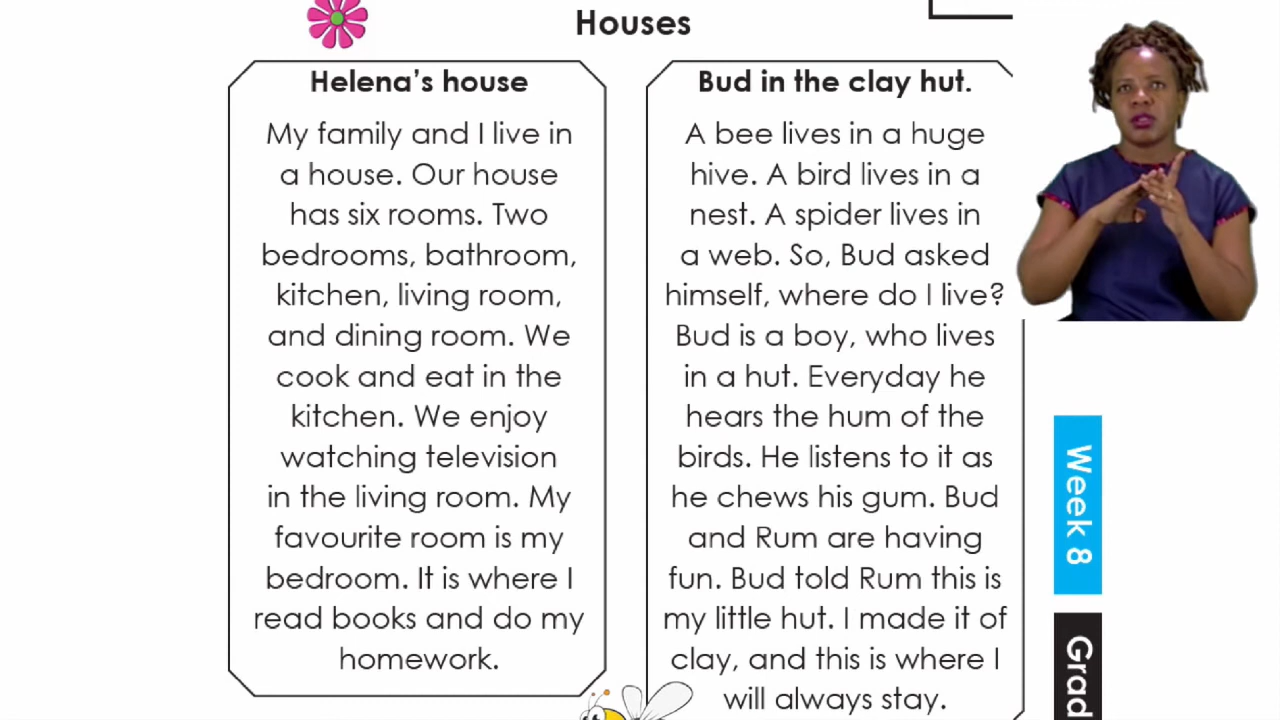 Houses
Helena’s house
My family and I live in
a house. Our house
has six rooms. Two
bedrooms, bathroom,
kitchen, living room,
and dining room. We
cook and eat in the
kitchen. We enjoy
watching television
in the living room. My
favourite room is my
bedroom. It is where I
read books and do my
homework.
Bud in the clay hut.
A bee lives in a huge
hive. A bird lives in a
nest. A spider lives in
a web. So, Bud asked
himself, where do I live?
Bud is a boy, who lives
in a hut. Everyday he
hears the hum of the
birds. He listens to it as
he chews his gum. Bud
and Rum are having
fun. Bud told Rum this is
my little hut. I made it of
clay, and this is where I
will always stay.
Week 8
Grad